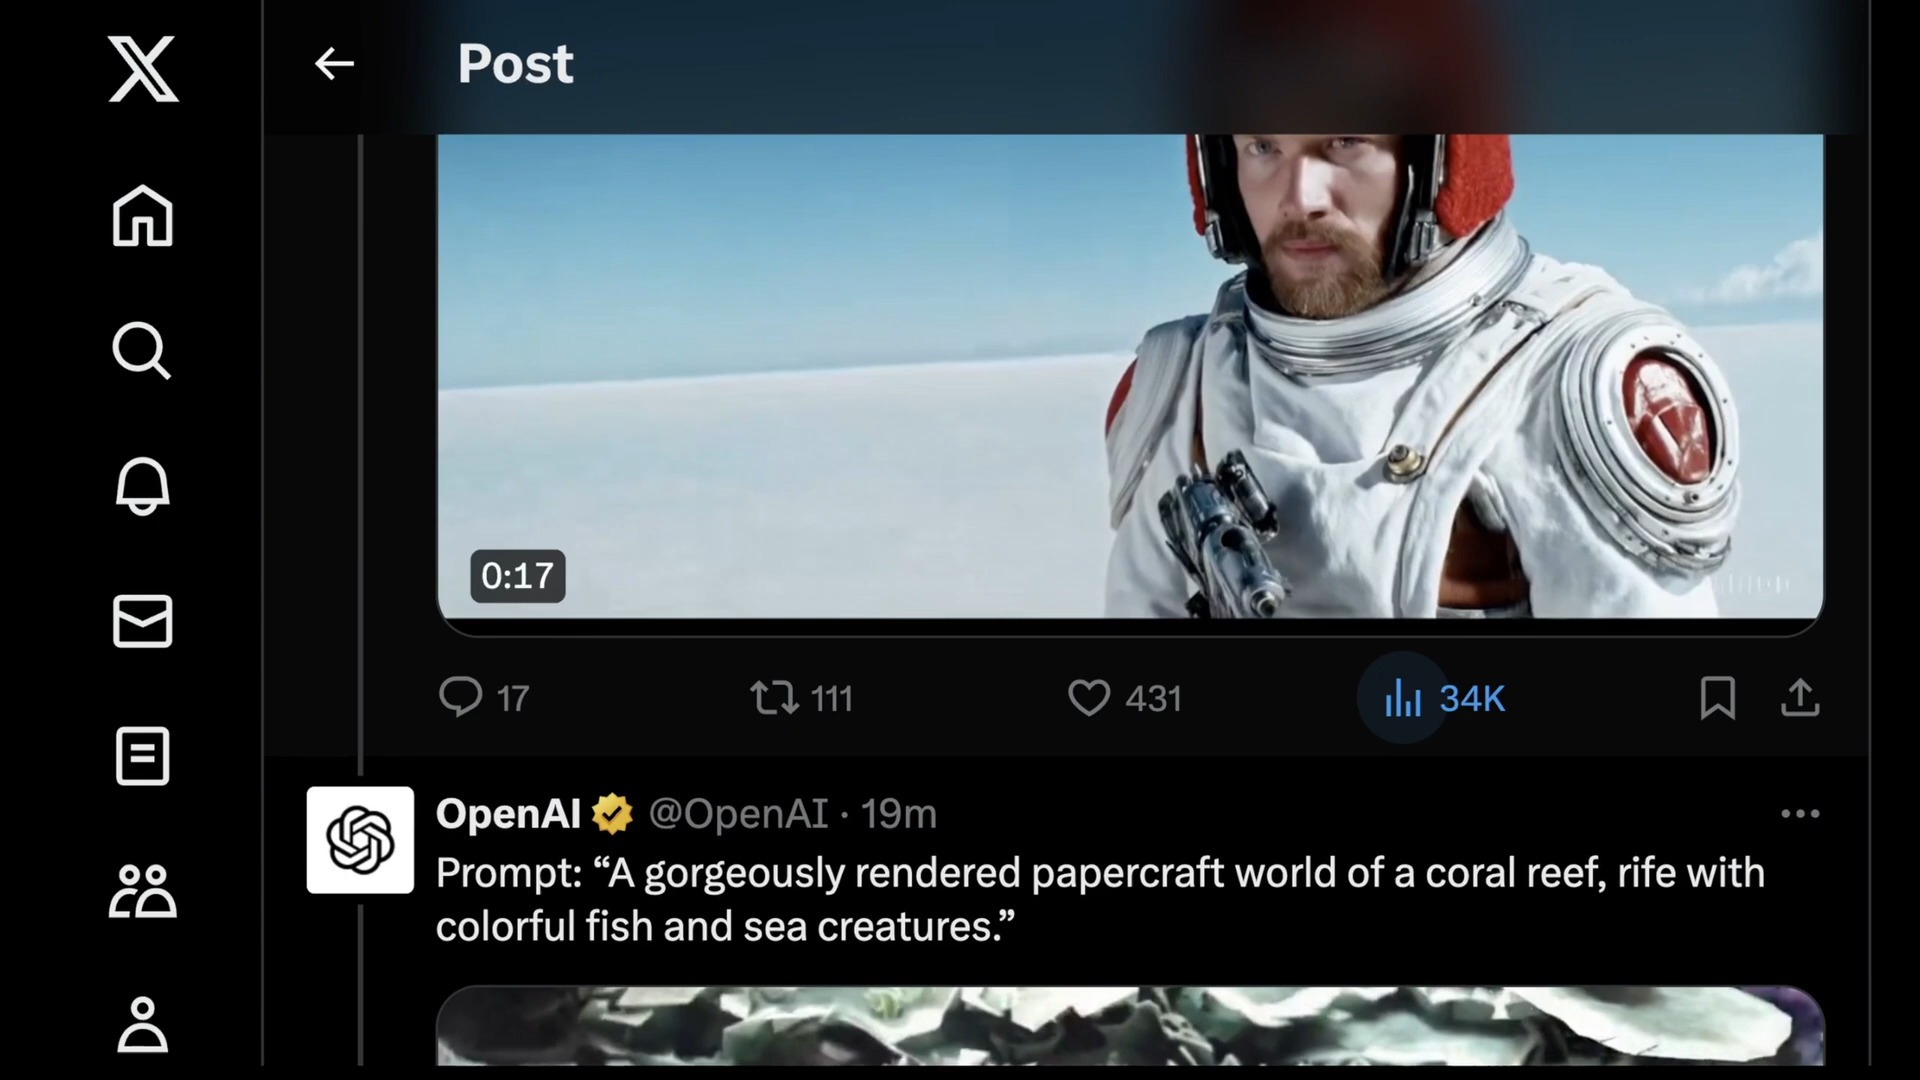 Post
0:17
17 111 431 34K
OpenAI @OpenAI · 19m
Prompt: “A gorgeously rendered papercraft world of a coral reef, rife with
colorful fish and sea creatures.”